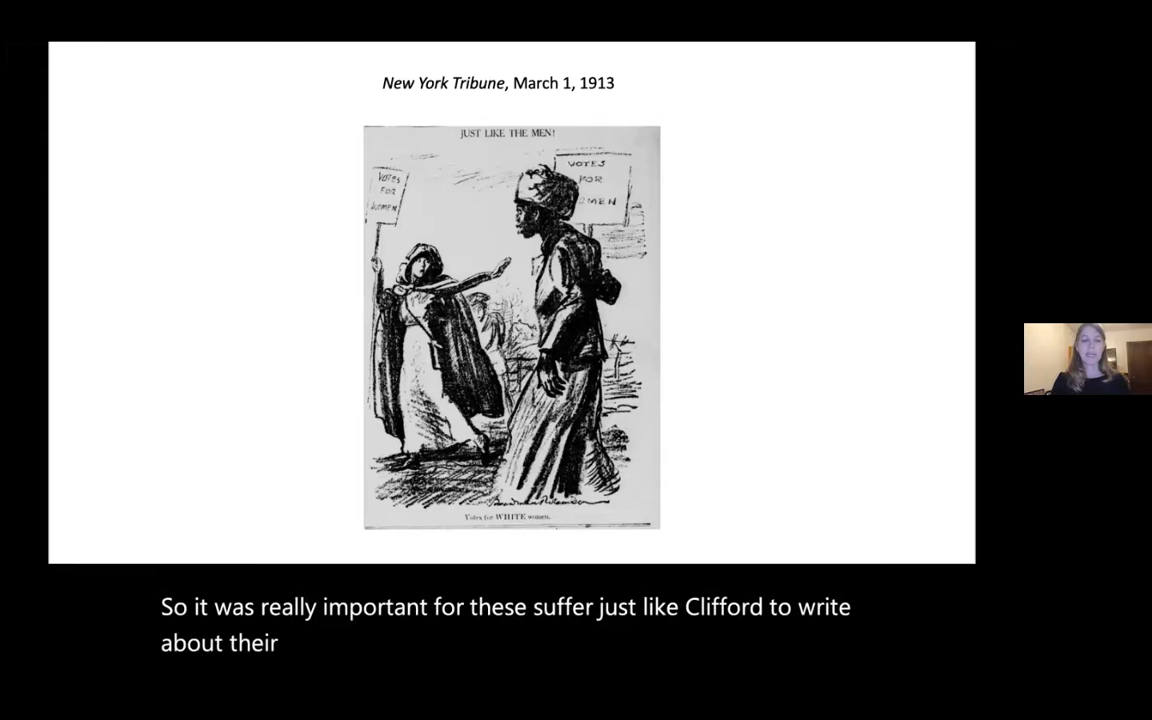 New York Tribune, March 1, 1913
JUST LIKE THE MEN!
VOTES
FOR
WOMEN
VOTES
FOR
OMEN
Votes for WHITE women.
So it was really important for these suffer just like Clifford to write
about their